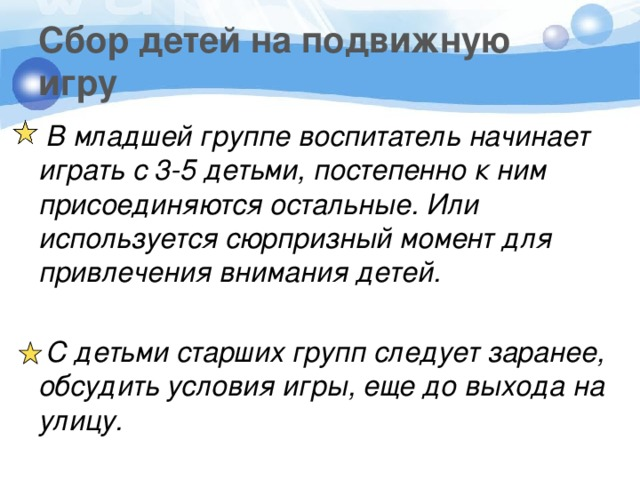 Сбор детей на подвижную
игру
В младшей группе воспитатель начинает
играть с 3-5 детьми, постепенно к ним
присоединяются остальные. Или
используется сюрпризный момент для
привлечения внимания детей.
С детьми старших групп следует заранее,
обсудить условия игры, еще до выхода на
улицу.